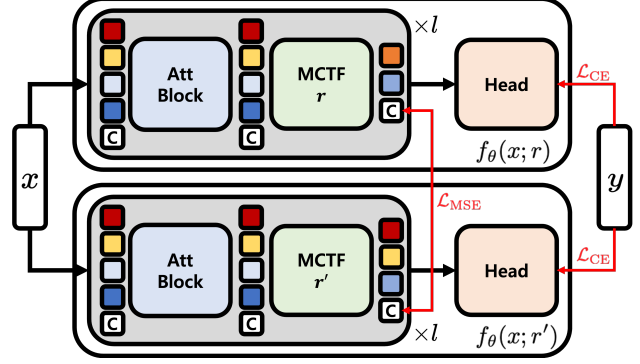 ×l
Att
Block
MCTF
r
C
C
C
Head
f_θ(x; r)
L_CE
x
y
L_MSE
Att
Block
MCTF
r′
C
C
C
Head
L_CE
×l
f_θ(x; r′)